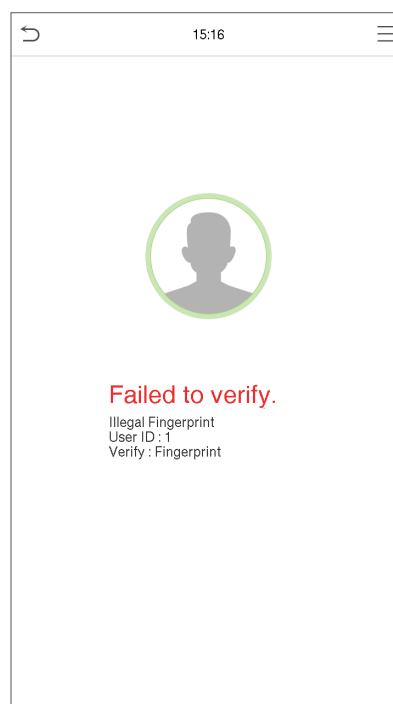 15:16
Failed to verify.
Illegal Fingerprint
User ID : 1
Verify : Fingerprint